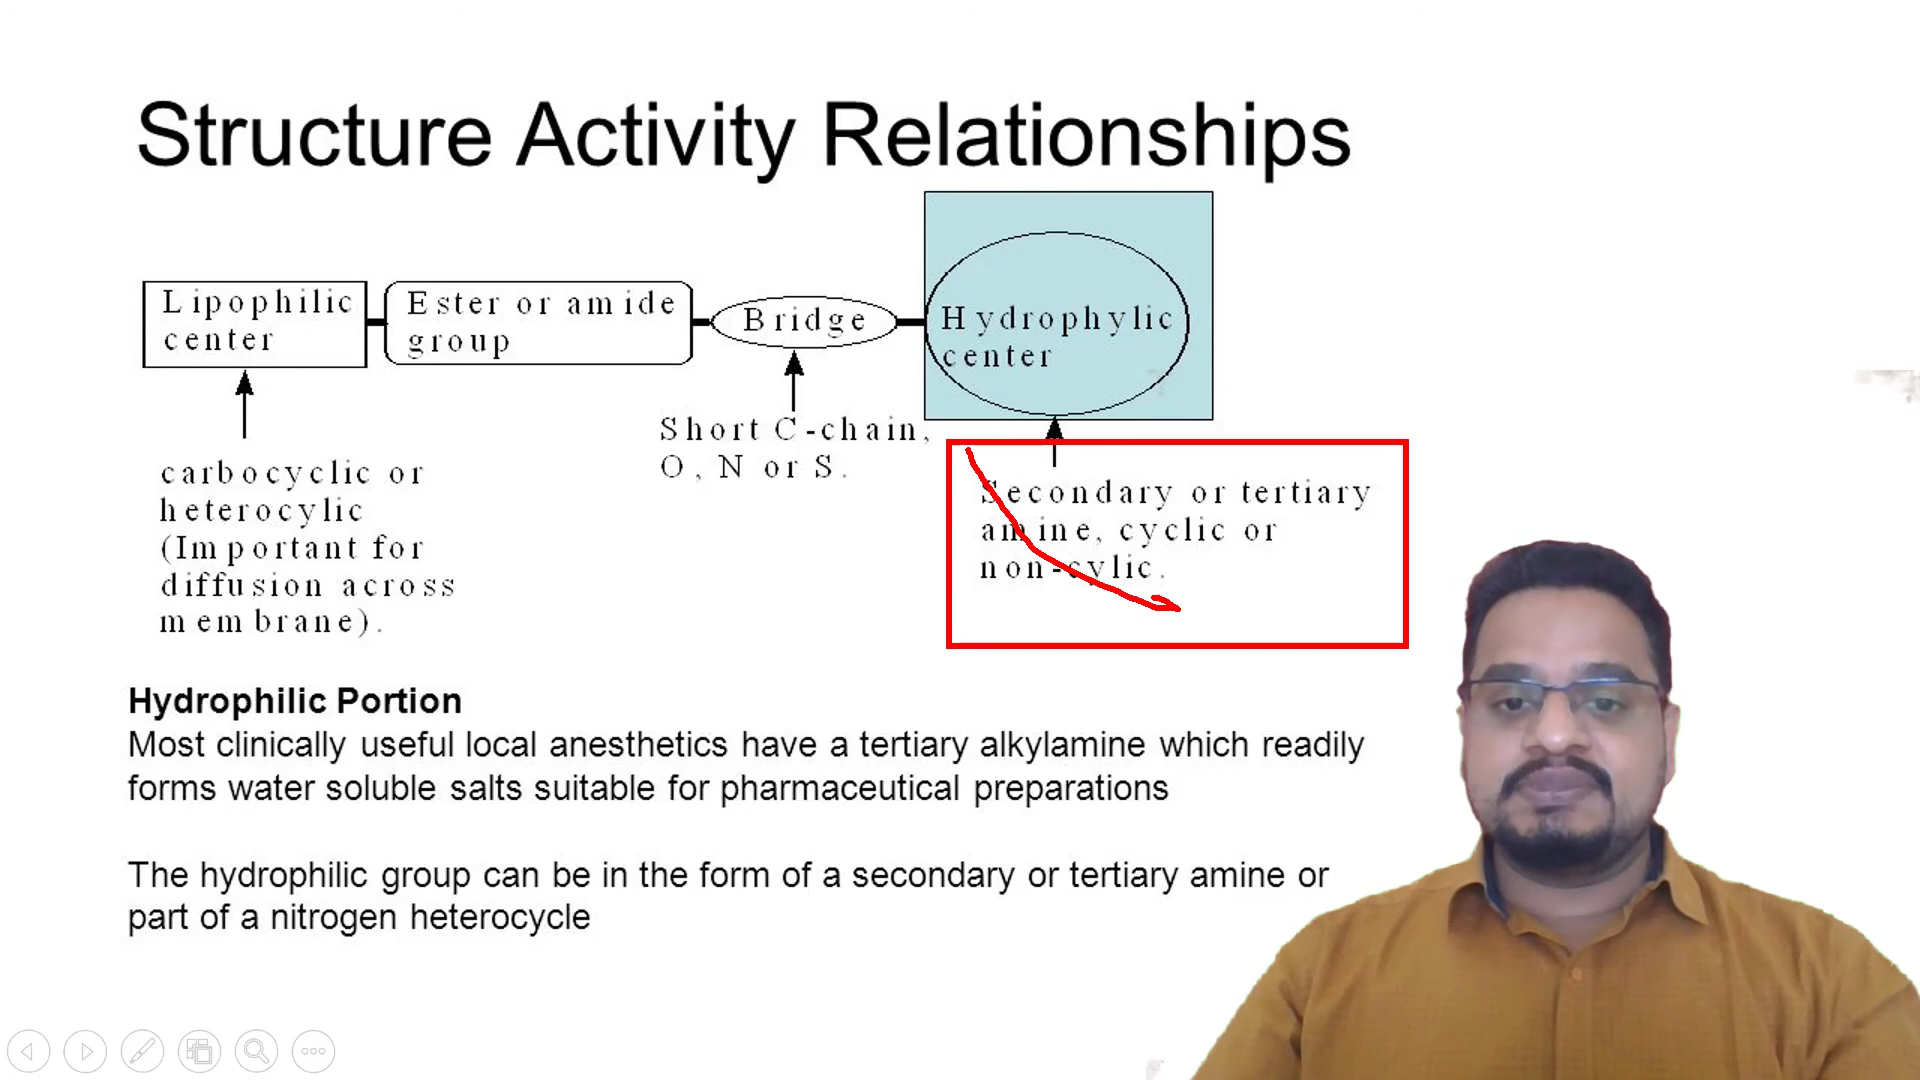 Structure Activity Relationships
Lipophilic
center
Ester or amide
group
Bridge
Hydrophylic
center
Short C-chain,
O, N or S.
carbocyclic or
heterocylic
(Important for
diffusion across
membrane).
Secondary or tertiary
amine, cyclic or
non-cylic.
Hydrophilic Portion
Most clinically useful local anesthetics have a tertiary alkylamine which readily
forms water soluble salts suitable for pharmaceutical preparations
The hydrophilic group can be in the form of a secondary or tertiary amine or
part of a nitrogen heterocycle